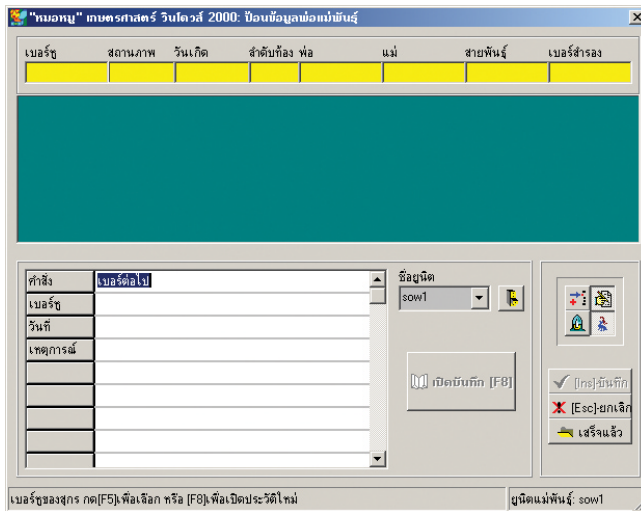 "หมอหมู" เกษตรศาสตร์ วินโดวส์ 2000: ป้อนข้อมูลพ่อแม่พันธุ์
เบอร์หู สถานภาพ วันเกิด ลำดับท้อง พ่อ แม่ สายพันธุ์ เบอร์สำรอง
คำสั่ง เบอร์ต่อไป
เบอร์หู
วันที่
เหตุการณ์
ชื่อยูนิต
sow1
เปิดบันทึก [F8]
[Ins]-บันทึก
[Esc]-ยกเลิก
เสร็จแล้ว
เบอร์หูของสุกร กด[F5]เพื่อเลือก หรือ [F8]เพื่อเปิดประวัติใหม่ ยูนิตแม่พันธุ์: sow1